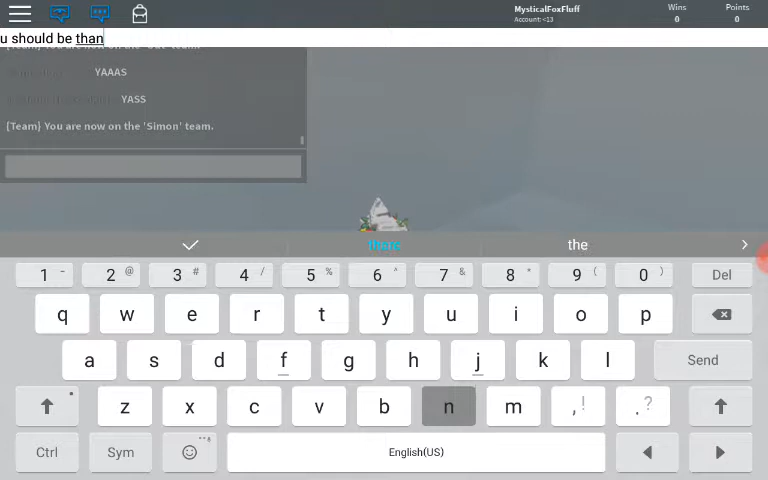 MysticalFoxFluff
Account: <13
Wins
0
Points
0
u should be than
YAAAS
YASS
{Team} You are now on the 'Simon' team.
there the
1 - 2 @ 3 # 4 / 5 % 6 ^ 7 & 8 * 9 ( 0 ) Del
q w e r t y u i o p
a s d f g h j k l Send
z x c v b n m , ! . ?
Ctrl Sym English(US)